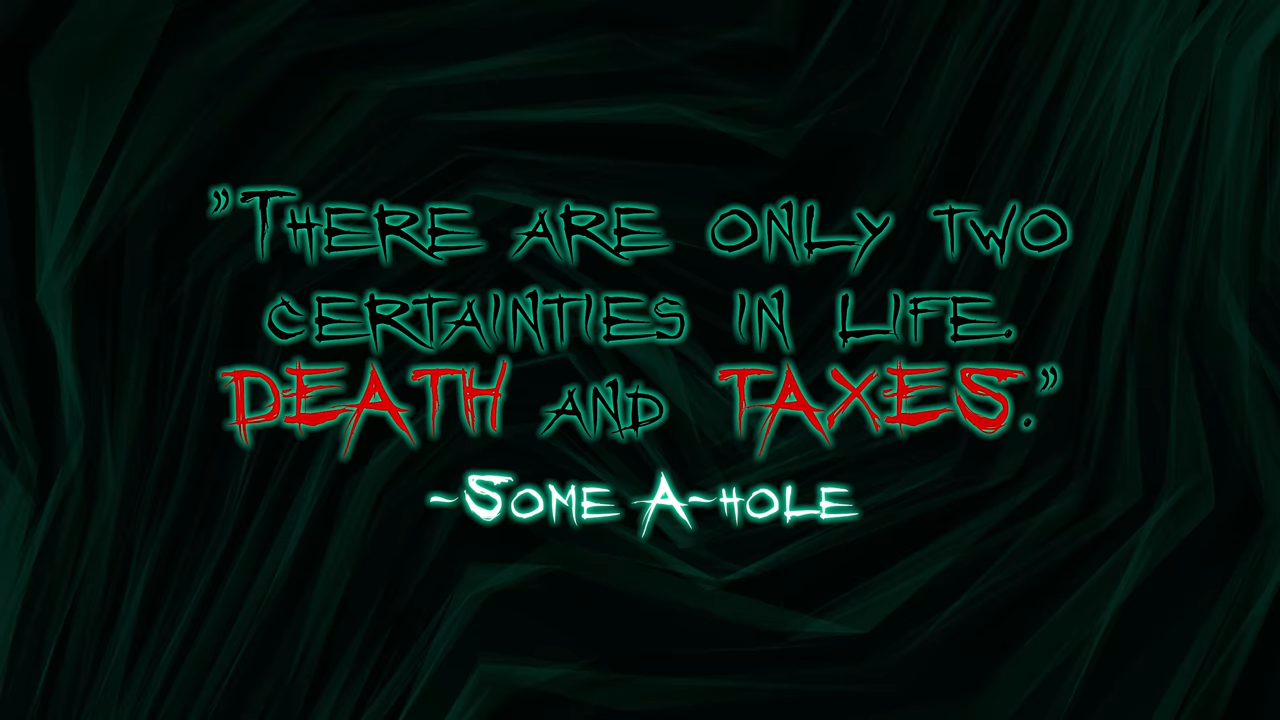 ”There are only two
certainties in life.
DEATH and TAXES.”
-Some A-hole